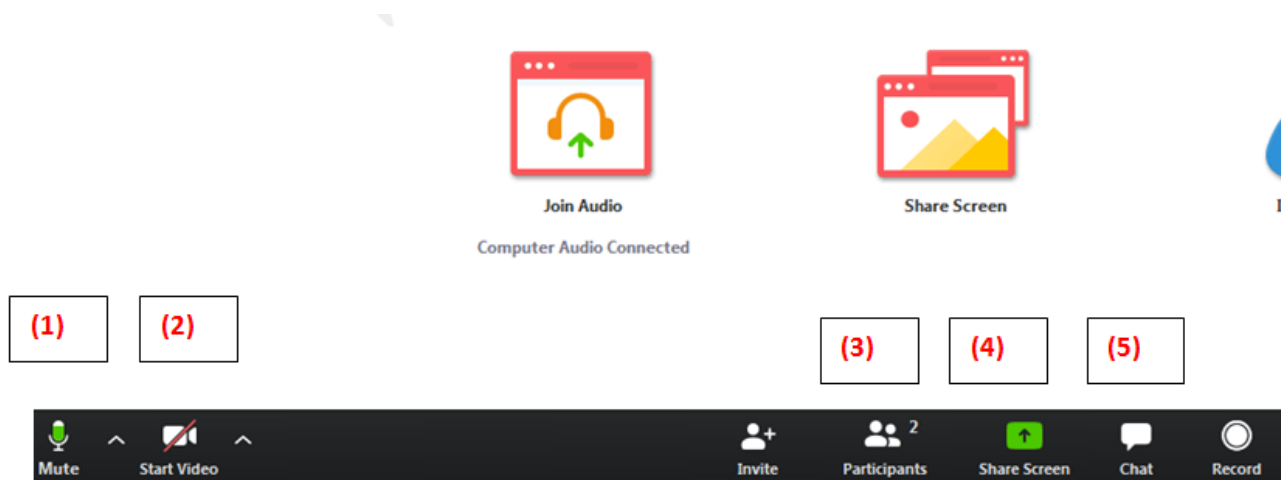 Join Audio
Share Screen
Computer Audio Connected
(1)
(2)
(3)
(4)
(5)
2
Mute
Start Video
Invite
Participants
Share Screen
Chat
Record